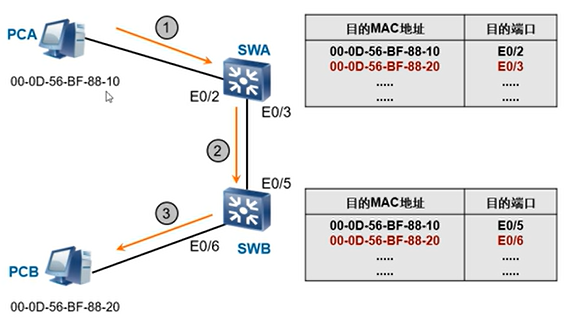 PCA
1
SWA
00-0D-56-BF-88-10
E0/2
E0/3
目的MAC地址 目的端口
00-0D-56-BF-88-10 E0/2
00-0D-56-BF-88-20 E0/3
..... .....
..... .....
2
E0/5
3
E0/6
SWB
PCB
00-0D-56-BF-88-20
目的MAC地址 目的端口
00-0D-56-BF-88-10 E0/5
00-0D-56-BF-88-20 E0/6
..... .....
..... .....